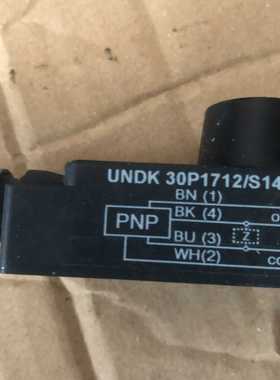 UNDK 30P1712/S14
BN (1)
BK (4)
PNP
BU (3)
Z
WH(2)